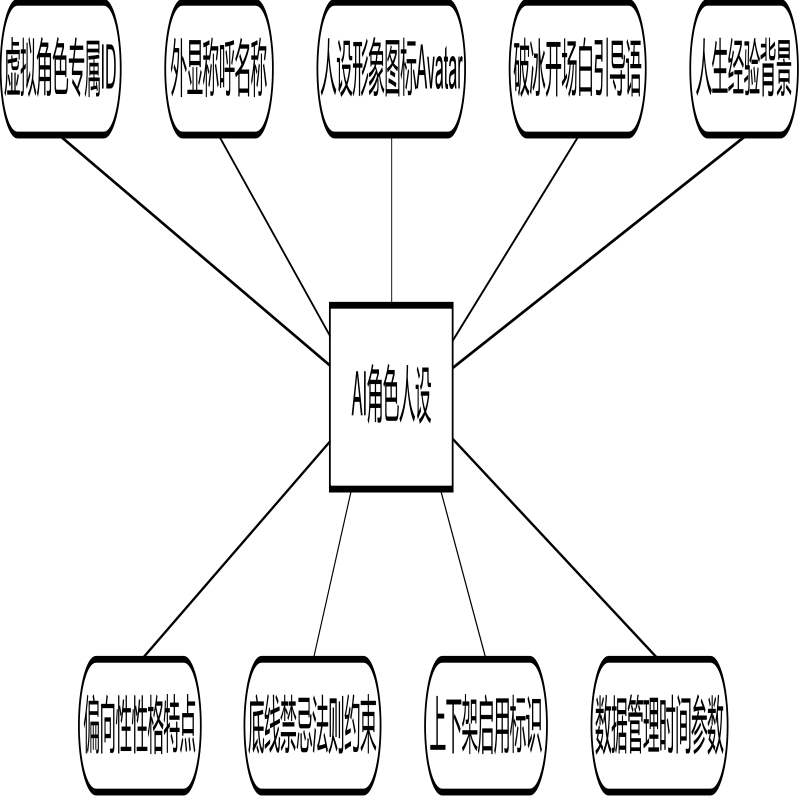 虚拟角色专属ID
外显称呼名称
人设形象图标Avatar
破冰开场白引导语
人生经验背景
AI角色人设
偏向性性格特点
底线禁忌法则约束
上下架启用标识
数据管理时间参数